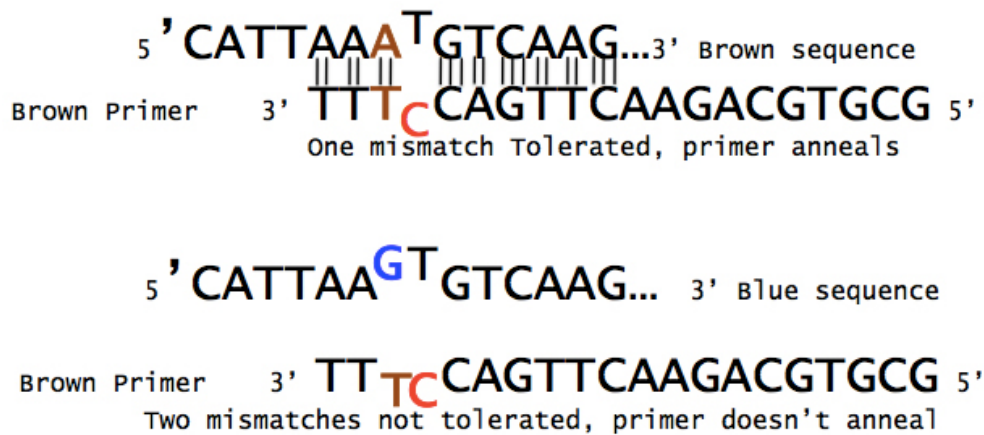 5 ’CATTAAATGTCAAG...3’ Brown sequence
Brown Primer 3’ TTTCCAGTTCAAGACGTGCG 5’
One mismatch Tolerated, primer anneals
5 ’CATTAAGTGTCAAG... 3’ Blue sequence
Brown Primer 3’ TTTCCAGTTCAAGACGTGCG 5’
Two mismatches not tolerated, primer doesn’t anneal